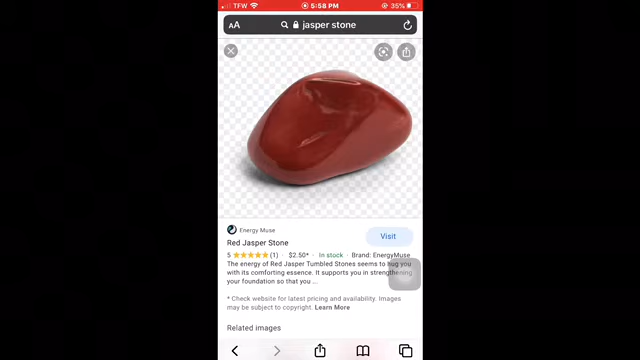 TFW 5:58 PM 35%
AA jasper stone
Energy Muse
Red Jasper Stone
Visit
5 (1) · $2.50* · In stock · Brand: EnergyMuse
The energy of Red Jasper Tumbled Stones seems to hug you
with its comforting essence. It supports you in strengthening
your foundation so that you ...
* Check website for latest pricing and availability. Images
may be subject to copyright. Learn More
Related images